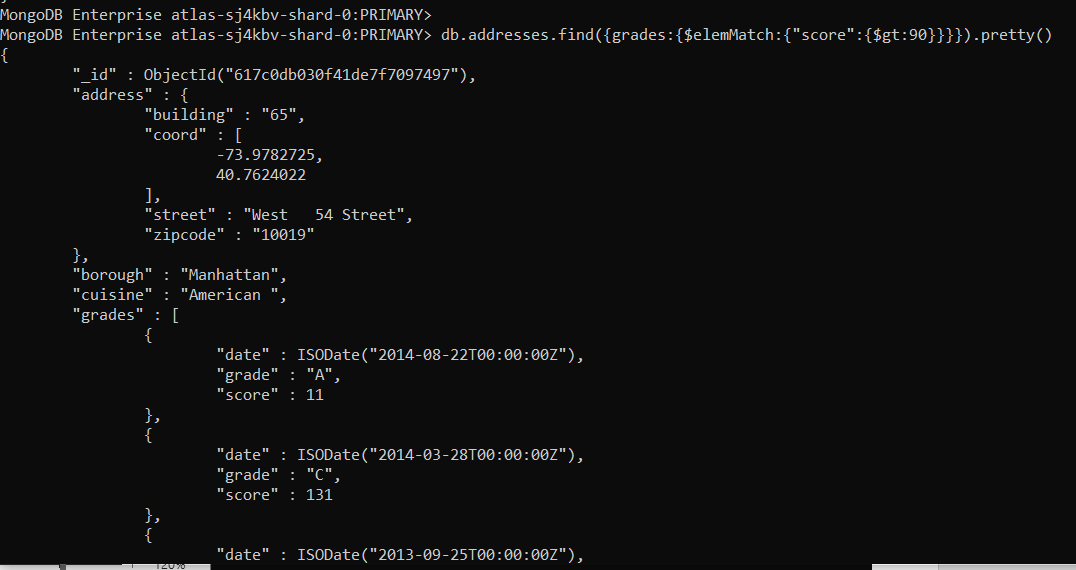 MongoDB Enterprise atlas-sj4kbv-shard-0:PRIMARY>
MongoDB Enterprise atlas-sj4kbv-shard-0:PRIMARY> db.addresses.find({grades:{$elemMatch:{"score":{$gt:90}}}}).pretty()
{
        "_id" : ObjectId("617c0db030f41de7f7097497"),
        "address" : {
                "building" : "65",
                "coord" : [
                        -73.9782725,
                        40.7624022
                ],
                "street" : "West   54 Street",
                "zipcode" : "10019"
        },
        "borough" : "Manhattan",
        "cuisine" : "American ",
        "grades" : [
                {
                        "date" : ISODate("2014-08-22T00:00:00Z"),
                        "grade" : "A",
                        "score" : 11
                },
                {
                        "date" : ISODate("2014-03-28T00:00:00Z"),
                        "grade" : "C",
                        "score" : 131
                },
                {
                        "date" : ISODate("2013-09-25T00:00:00Z"),